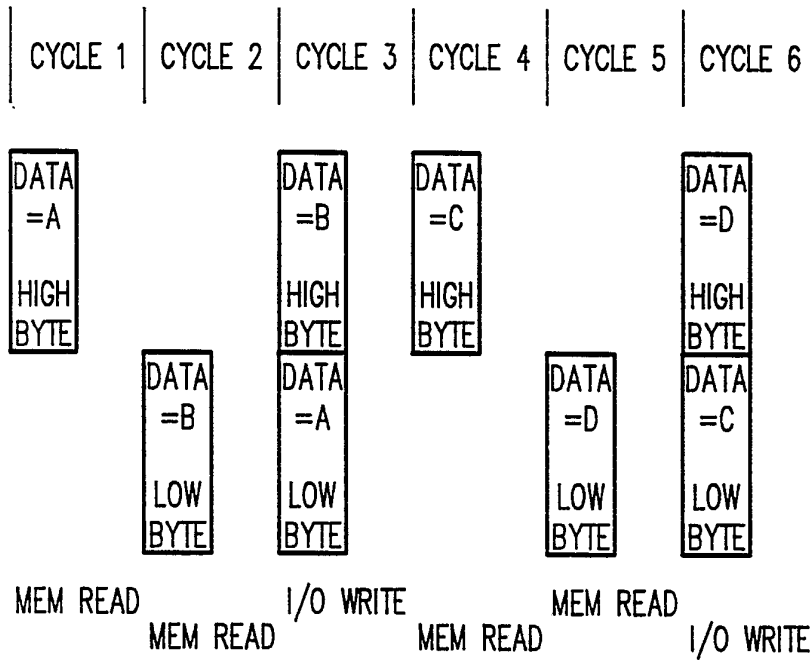 CYCLE 1 CYCLE 2 CYCLE 3 CYCLE 4 CYCLE 5 CYCLE 6
DATA DATA DATA DATA
=A =B =C =D
HIGH HIGH HIGH HIGH
BYTE BYTE BYTE BYTE
DATA DATA DATA DATA
=B =A =D =C
LOW LOW LOW LOW
BYTE BYTE BYTE BYTE
MEM READ I/O WRITE MEM READ
MEM READ MEM READ I/O WRITE